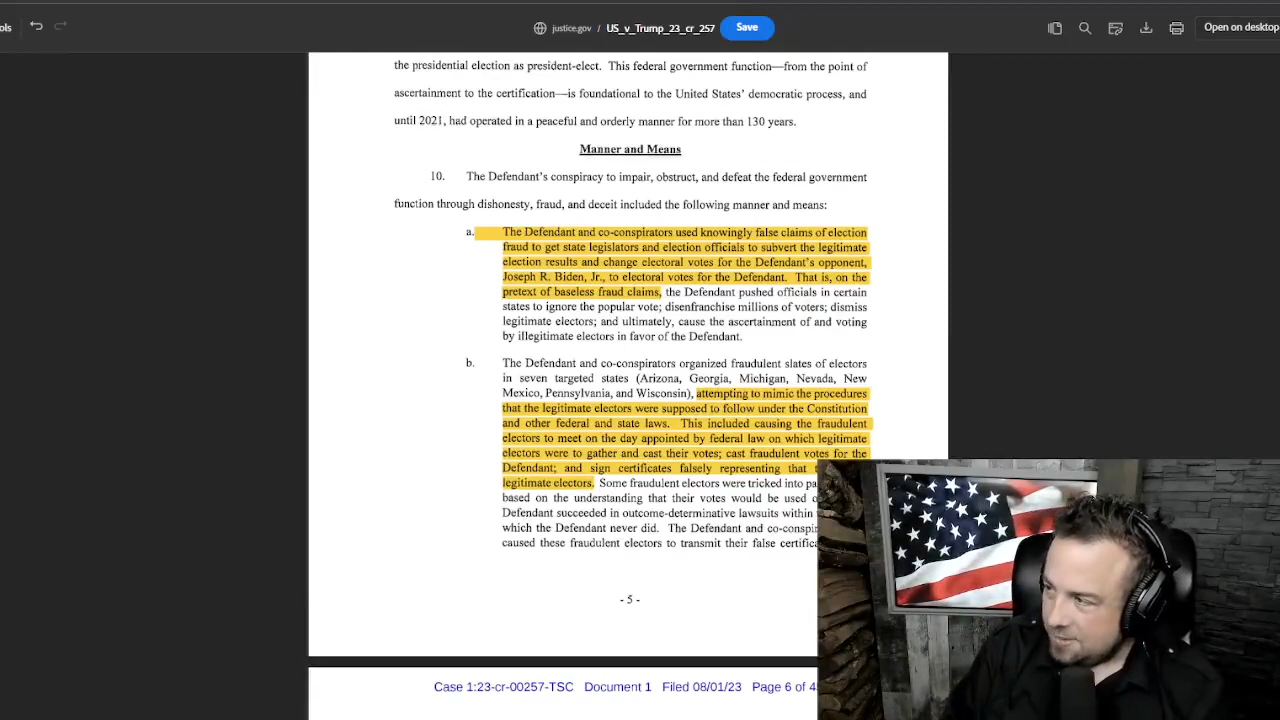 ols
justice.gov / US_v_Trump_23_cr_257
Save
Open on desktop
the presidential election as president-elect. This federal government function—from the point of
ascertainment to the certification—is foundational to the United States' democratic process, and
until 2021, had operated in a peaceful and orderly manner for more than 130 years.
Manner and Means
10. The Defendant's conspiracy to impair, obstruct, and defeat the federal government
function through dishonesty, fraud, and deceit included the following manner and means:
a. The Defendant and co-conspirators used knowingly false claims of election
fraud to get state legislators and election officials to subvert the legitimate
election results and change electoral votes for the Defendant's opponent,
Joseph R. Biden, Jr., to electoral votes for the Defendant. That is, on the
pretext of baseless fraud claims, the Defendant pushed officials in certain
states to ignore the popular vote; disenfranchise millions of voters; dismiss
legitimate electors; and ultimately, cause the ascertainment of and voting
by illegitimate electors in favor of the Defendant.
b. The Defendant and co-conspirators organized fraudulent slates of electors
in seven targeted states (Arizona, Georgia, Michigan, Nevada, New
Mexico, Pennsylvania, and Wisconsin), attempting to mimic the procedures
that the legitimate electors were supposed to follow under the Constitution
and other federal and state laws. This included causing the fraudulent
electors to meet on the day appointed by federal law on which legitimate
electors were to gather and cast their votes; cast fraudulent votes for the
Defendant; and sign certificates falsely representing that
legitimate electors. Some fraudulent electors were tricked into
based on the understanding that their votes would be used
Defendant succeeded in outcome-determinative lawsuits within
which the Defendant never did. The Defendant and
caused these fraudulent electors to transmit their false
- 5 -
Case 1:23-cr-00257-TSC Document 1 Filed 08/01/23 Page 6 of